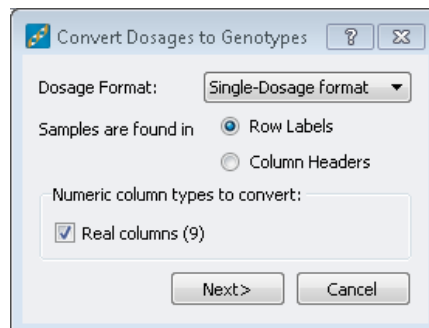 Convert Dosages to Genotypes ?
Dosage Format: Single-Dosage format
Samples are found in Row Labels
Column Headers
Numeric column types to convert:
Real columns (9)
Next> Cancel